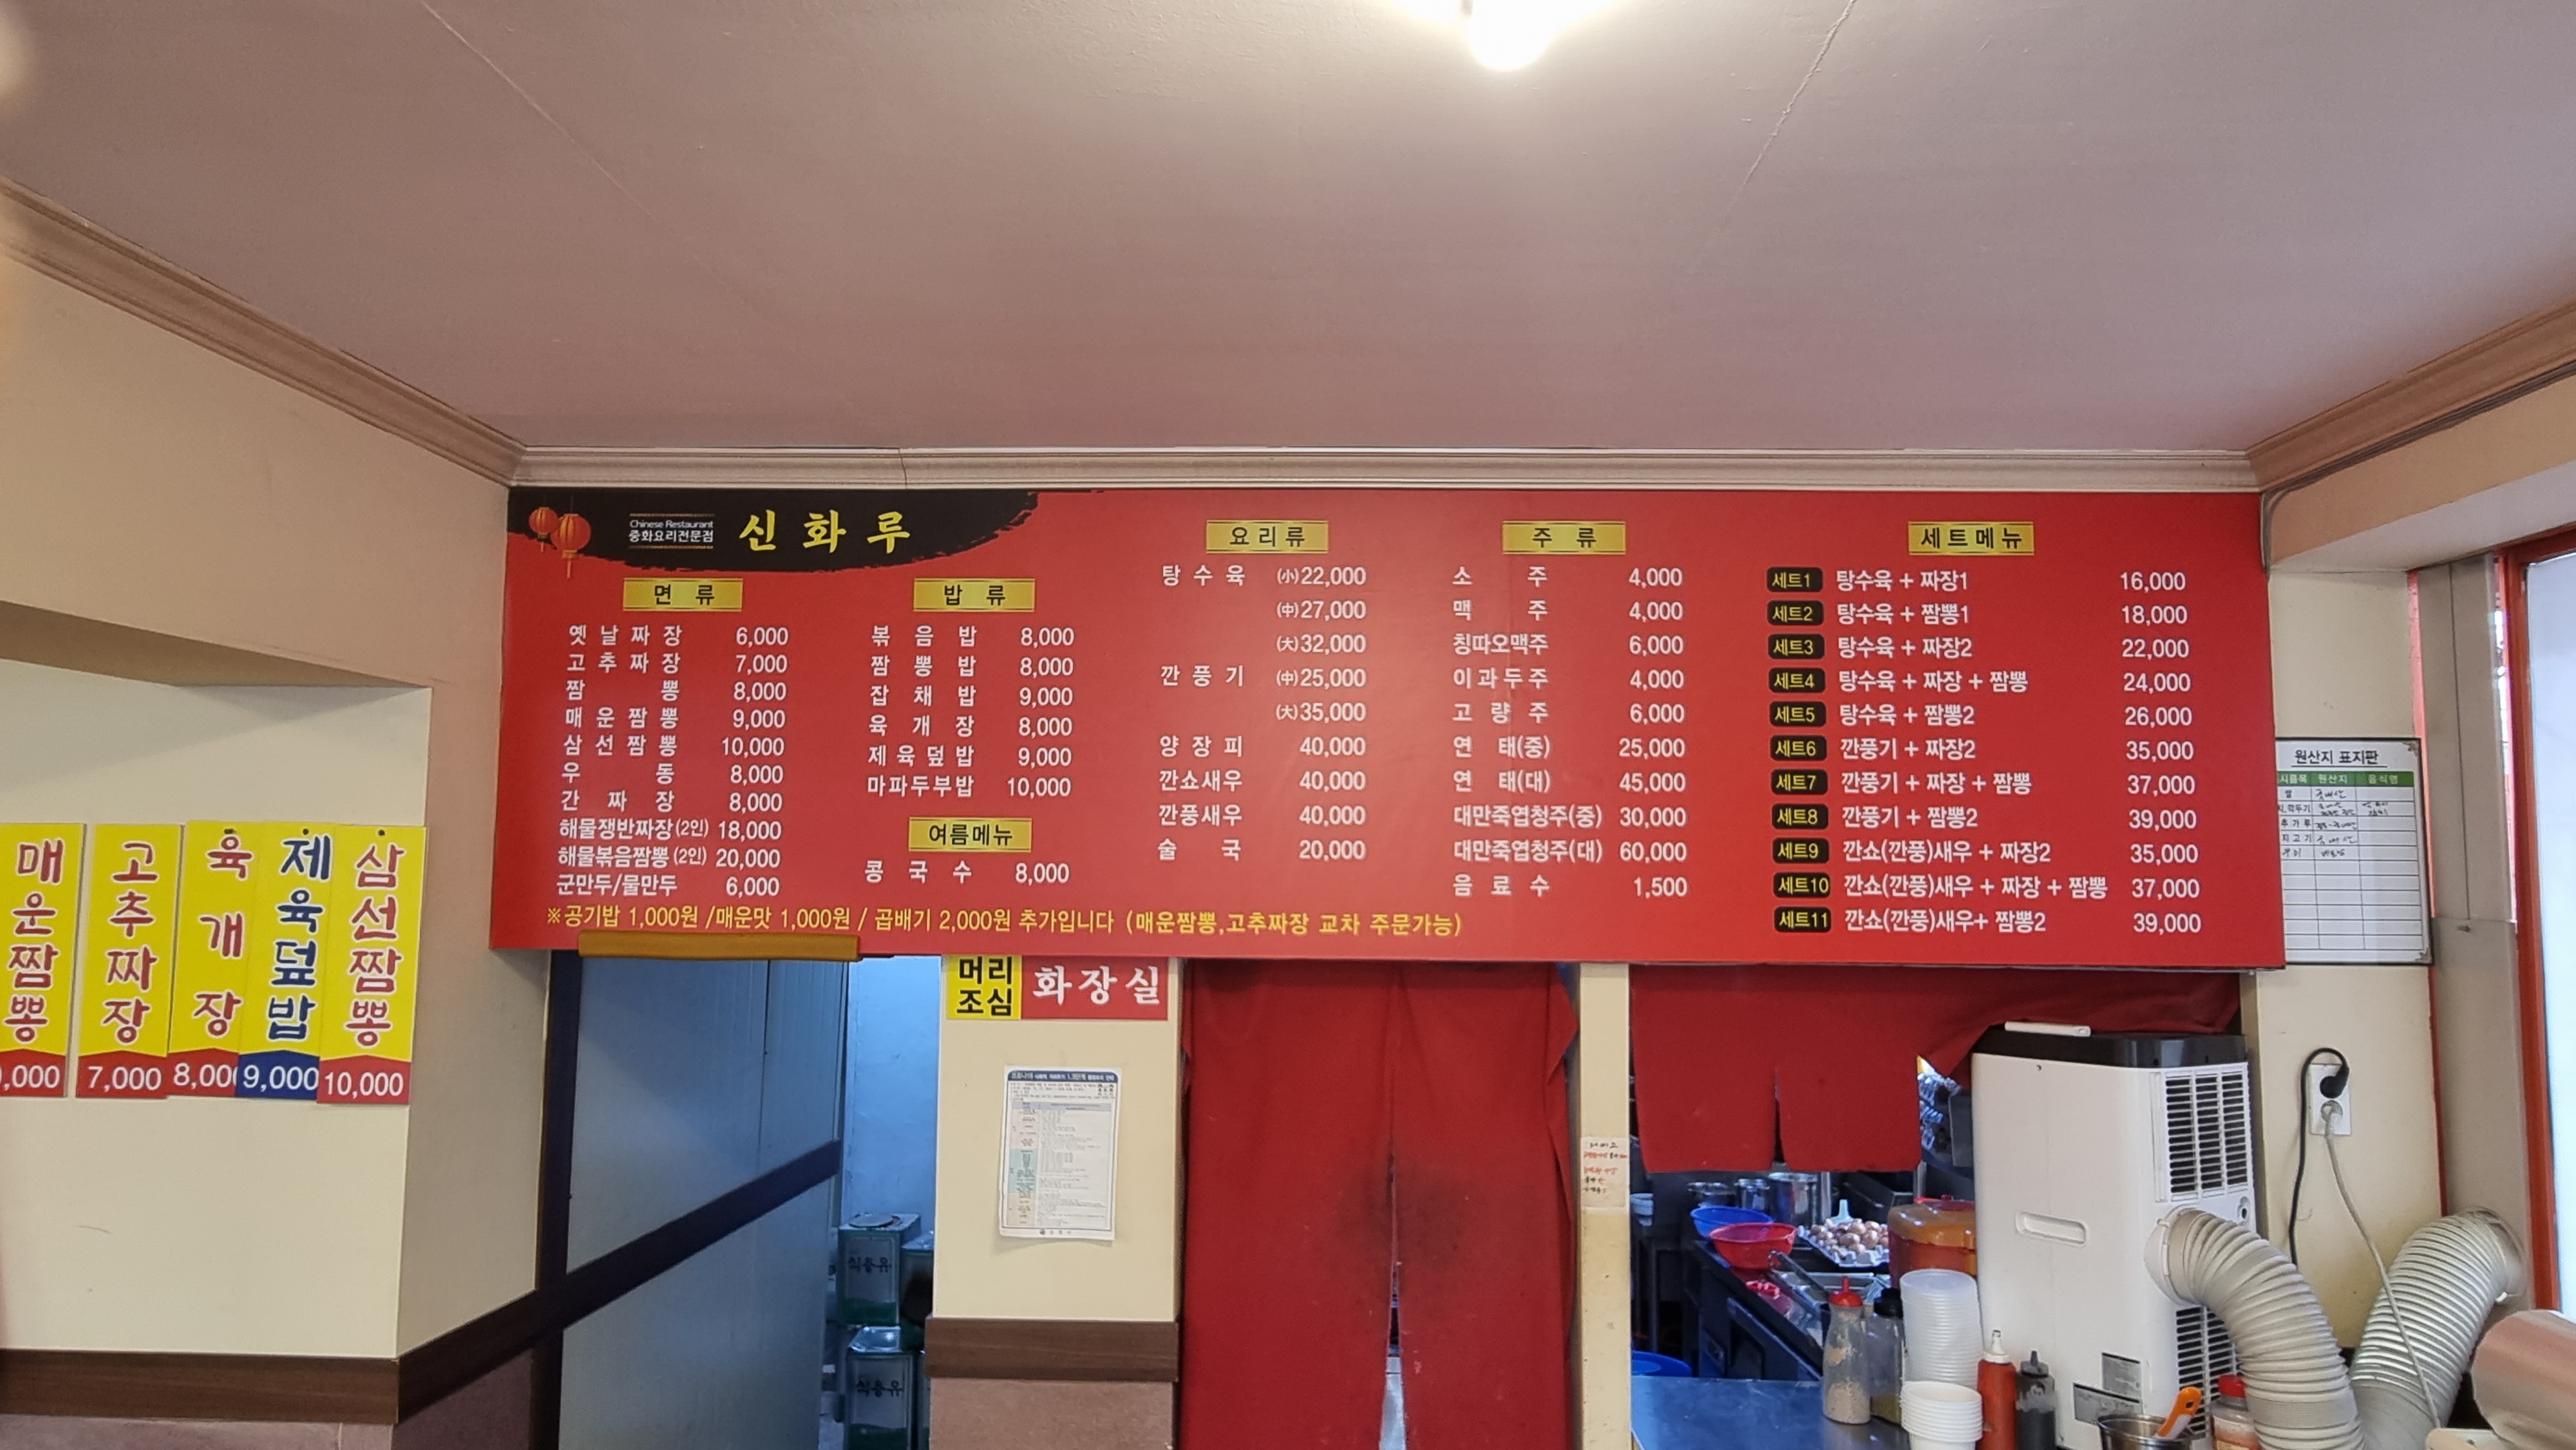 Chinese Restaurant
중화요리전문점
신화루
면 류
옛날짜장 6,000
고추짜장 7,000
짬뽕 8,000
매운짬뽕 9,000
삼선짬뽕 10,000
우동 8,000
간짜장 8,000
해물쟁반짜장(2인) 18,000
해물볶음짬뽕(2인) 20,000
군만두/물만두 6,000
밥 류
볶음밥 8,000
짬뽕밥 8,000
잡채밥 9,000
육개장 8,000
제육덮밥 9,000
마파두부밥 10,000
여름메뉴
콩국수 8,000
요리류
탕수육 (小)22,000
(中)27,000
(大)32,000
깐풍기 (中)25,000
(大)35,000
양장피 40,000
깐쇼새우 40,000
깐풍새우 40,000
술국 20,000
주 류
소주 4,000
맥주 4,000
칭따오맥주 6,000
이과두주 4,000
고량주 6,000
연태(중) 25,000
연태(대) 45,000
대만죽엽청주(중) 30,000
대만죽엽청주(대) 60,000
음료수 1,500
세트메뉴
세트1 탕수육 + 짜장1 16,000
세트2 탕수육 + 짬뽕1 18,000
세트3 탕수육 + 짜장2 22,000
세트4 탕수육 + 짜장 + 짬뽕 24,000
세트5 탕수육 + 짬뽕2 26,000
세트6 깐풍기 + 짜장2 35,000
세트7 깐풍기 + 짜장 + 짬뽕 37,000
세트8 깐풍기 + 짬뽕2 39,000
세트9 깐쇼(깐풍)새우 + 짜장2 35,000
세트10 깐쇼(깐풍)새우 + 짜장 + 짬뽕 37,000
세트11 깐쇼(깐풍)새우+ 짬뽕2 39,000
※공기밥 1,000원 /매운맛 1,000원 / 곱배기 2,000원 추가입니다 (매운짬뽕,고추짜장 교차 주문가능)
매운짬뽕
,000
고추짜장
7,000
육개장
8,000
제육덮밥
9,000
삼선짬뽕
10,000
머리
조심
화장실
원산지 표지판
원산지 음식명
식용유
식용유